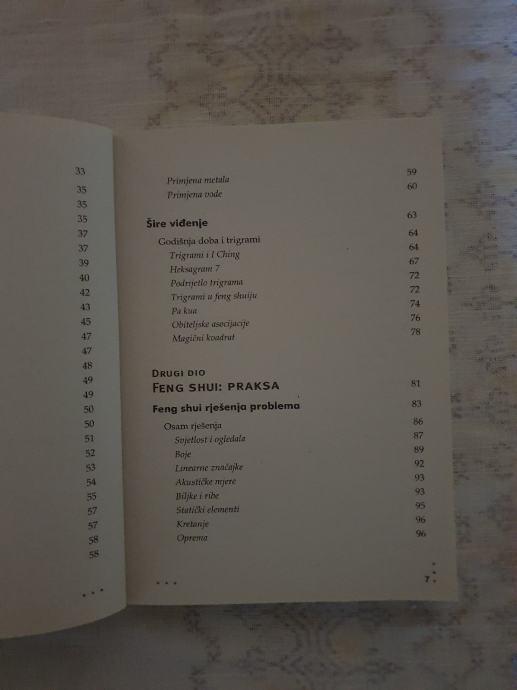 33
35
35
35
37
37
39
40
42
43
45
47
47
48
49
49
50
50
51
52
53
54
55
57
57
58
58
Primjena metala 59
Primjena vode 60
Šire viđenje 63
Godišnja doba i trigrami 64
Trigrami i I Ching 64
Heksagram 7 67
Podrijetlo trigrama 72
Trigrami u feng shuiju 72
Pa kua 74
Obiteljske asocijacije 76
Magični kvadrat 78
DRUGI DIO
FENG SHUI: PRAKSA 81
Feng shui rješenja problema 83
Osam rješenja 86
Svjetlost i ogledala 87
Boje 89
Linearne značajke 92
Akustičke mjere 93
Biljke i ribe 93
Statički elementi 95
Kretanje 96
Oprema 96
7